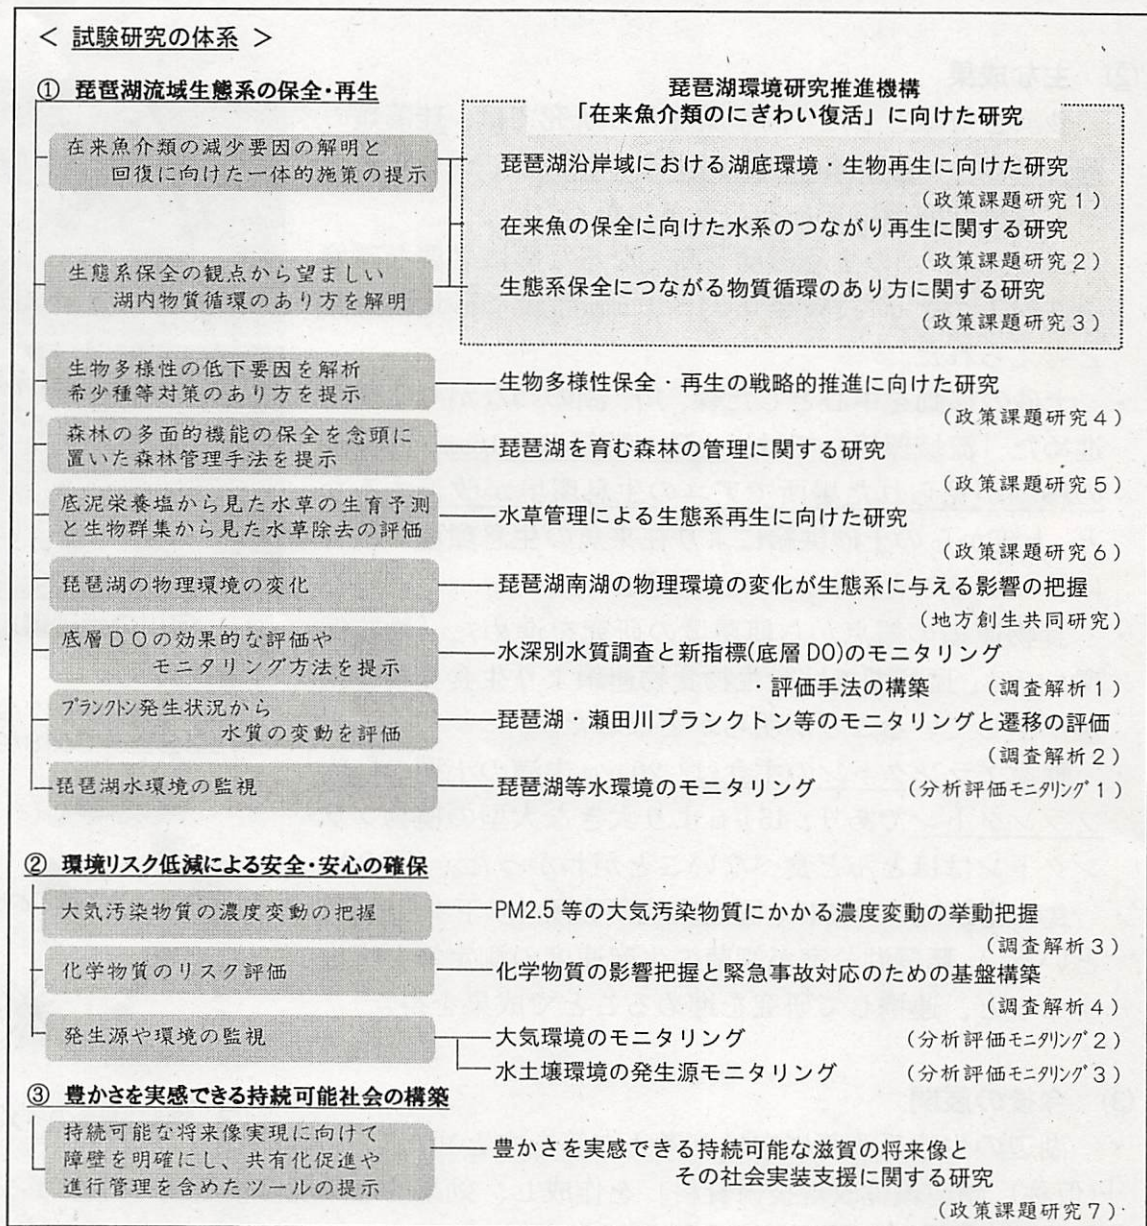 ＜ 試験研究の体系 ＞
① 琵琶湖流域生態系の保全・再生
琵琶湖環境研究推進機構
「在来魚介類のにぎわい復活」に向けた研究
在来魚介類の減少要因の解明と
回復に向けた一体的施策の提示
琵琶湖沿岸域における湖底環境・生物再生に向けた研究
（政策課題研究１）
在来魚の保全に向けた水系のつながり再生に関する研究
（政策課題研究２）
生態系保全の観点から望ましい
湖内物質循環のあり方を解明
生態系保全につながる物質循環のあり方に関する研究
（政策課題研究３）
生物多様性の低下要因を解析
希少種等対策のあり方を提示
生物多様性保全・再生の戦略的推進に向けた研究
（政策課題研究４）
森林の多面的機能の保全を念頭に
置いた森林管理手法を提示
琵琶湖を育む森林の管理に関する研究
（政策課題研究５）
底泥栄養塩から見た水草の生育予測
と生物群集から見た水草除去の評価
水草管理による生態系再生に向けた研究
（政策課題研究６）
琵琶湖の物理環境の変化
琵琶湖南湖の物理環境の変化が生態系に与える影響の把握
（地方創生共同研究）
底層ＤＯの効果的な評価や
モニタリング方法を提示
水深別水質調査と新指標(底層 DO)のモニタリング
・評価手法の構築 （調査解析１）
プランクトン発生状況から
水質の変動を評価
琵琶湖・瀬田川プランクトン等のモニタリングと遷移の評価
（調査解析２）
琵琶湖水環境の監視
琵琶湖等水環境のモニタリング （分析評価モニタリング１）
② 環境リスク低減による安全・安心の確保
大気汚染物質の濃度変動の把握
PM2.5 等の大気汚染物質にかかる濃度変動の挙動把握
（調査解析３）
化学物質のリスク評価
化学物質の影響把握と緊急事故対応のための基盤構築
（調査解析４）
発生源や環境の監視
大気環境のモニタリング （分析評価モニタリング２）
水土壌環境の発生源モニタリング （分析評価モニタリング３）
③ 豊かさを実感できる持続可能社会の構築
持続可能な将来像実現に向けて
障壁を明確にし、共有化促進や
進行管理を含めたツールの提示
豊かさを実感できる持続可能な滋賀の将来像と
その社会実装支援に関する研究
（政策課題研究７）